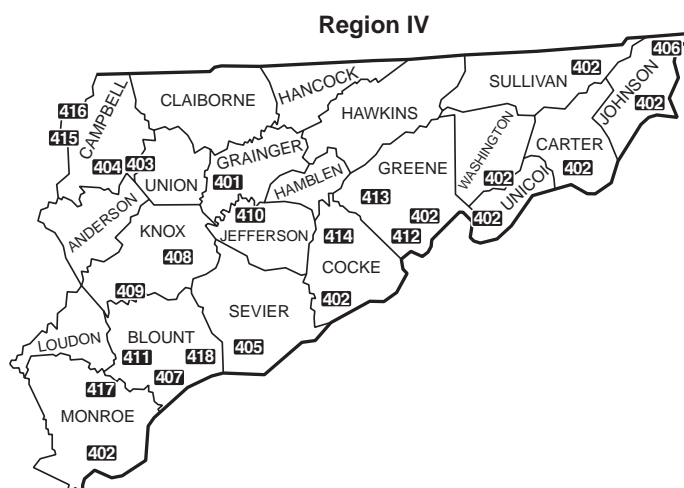 Region IV
406
HANCOCK
SULLIVAN
402
JOHNSON
402
CLAIBORNE
416
415
CAMPBELL
HAWKINS
404
403
GRAINGER
WASHINGTON
402
CARTER
402
UNION
401
HAMBLEN
GREENE
413
UNICOI
402
ANDERSON
410
JEFFERSON
402
412
KNOX
408
414
COCKE
402
409
SEVIER
405
LOUDON
BLOUNT
411
418
407
417
MONROE
402